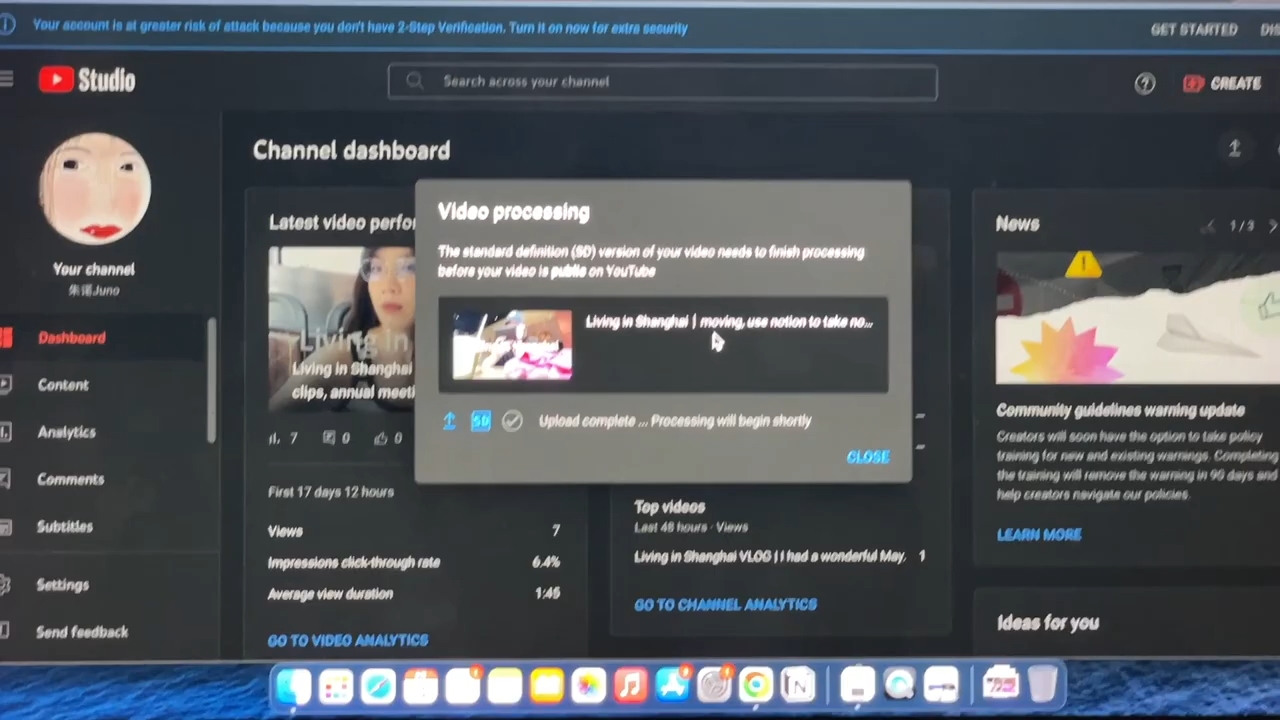 Your account is at greater risk of attack because you don't have 2-Step Verification. Turn it on now for extra security
GET STARTED
Studio
Search across your channel
CREATE
Your channel
朱诺Juno
Dashboard
Content
Analytics
Comments
Subtitles
Settings
Send feedback
Channel dashboard
Latest video perfo
Living in
Living in Shanghai
clips, annual meeti
7 0 0
First 17 days 12 hours
Views 7
Impressions click-through rate 6.4%
Average view duration 1:45
GO TO VIDEO ANALYTICS
Video processing
The standard definition (SD) version of your video needs to finish processing
before your video is public on YouTube
Living in Shanghai | moving, use notion to take no...
SD Upload complete ... Processing will begin shortly
CLOSE
Top videos
Last 48 hours · Views
Living in Shanghai VLOG | I had a wonderful May. 1
GO TO CHANNEL ANALYTICS
News
1/3
Community guidelines warning update
Creators will soon have the option to take policy
training for new and existing warnings. Completing
the training will remove the warning in 90 days and
help creators navigate our policies.
LEARN MORE
Ideas for you